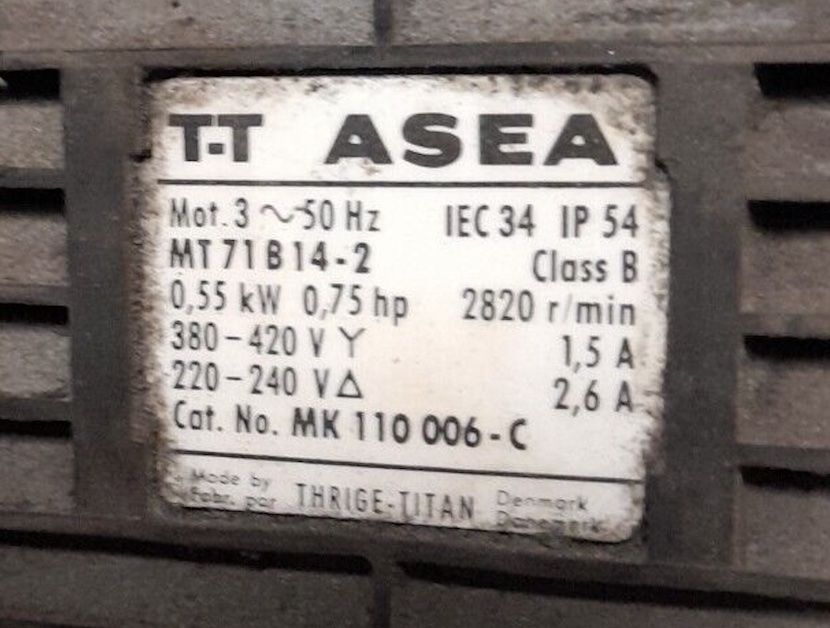 T-T ASEA
Mot. 3 ~ 50 Hz IEC 34 IP 54
MT 71 B 14-2 Class B
0,55 kW 0,75 hp 2820 r/min
380-420 V Y 1,5 A
220-240 V △ 2,6 A
Cat. No. MK 110 006-C
Made by THRIGE-TITAN Denmark
Fabr. par Danemark